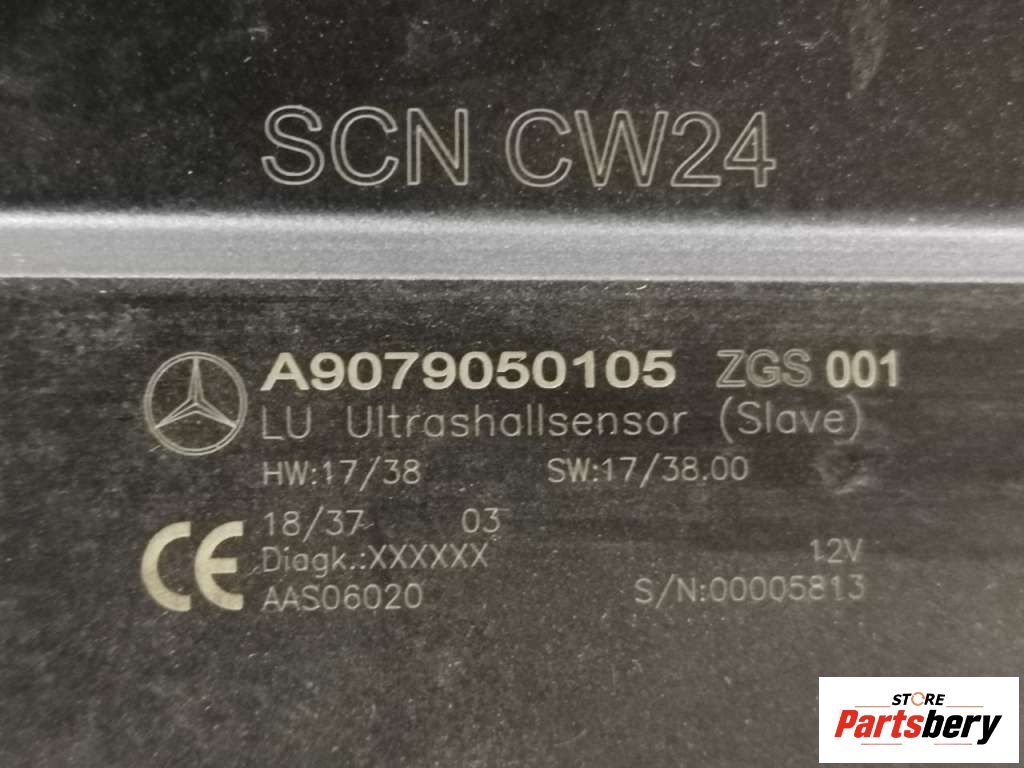 SCN CW24
A9079050105 ZGS 001
LU Ultrashallsensor (Slave)
HW:17/38 SW:17/38.00
18/37 03
Diagk.:XXXXXX 12V
AAS06020 S/N:00005813
CE
STORE
Partsbery